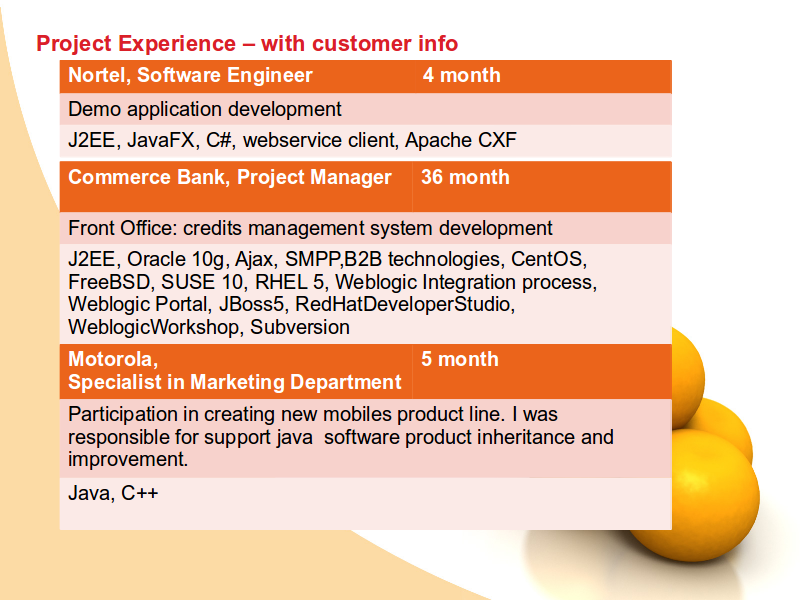 Project Experience – with customer info
Nortel, Software Engineer 4 month
Demo application development
J2EE, JavaFX, C#, webservice client, Apache CXF
Commerce Bank, Project Manager 36 month
Front Office: credits management system development
J2EE, Oracle 10g, Ajax, SMPP,B2B technologies, CentOS,
FreeBSD, SUSE 10, RHEL 5, Weblogic Integration process,
Weblogic Portal, JBoss5, RedHatDeveloperStudio,
WeblogicWorkshop, Subversion
Motorola, 5 month
Specialist in Marketing Department
Participation in creating new mobiles product line. I was
responsible for support java  software product inheritance and
improvement.
Java, C++